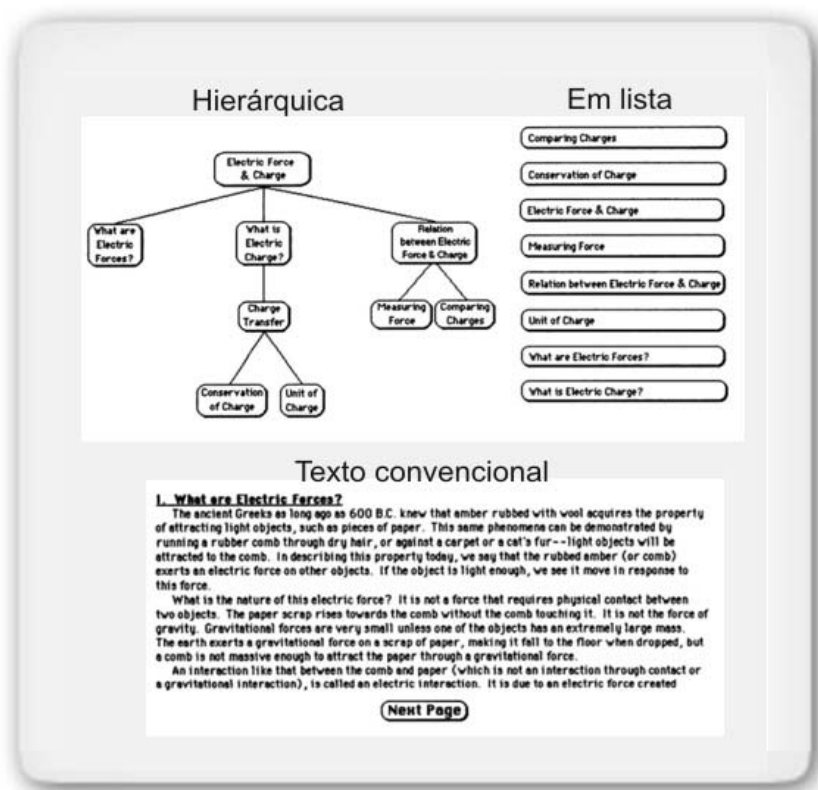 Hierárquica
Em lista
Electric Force
& Charge
What are
Electric
Forces?
What is
Electric
Charge?
Relation
between Electric
Force & Charge
Charge
Transfer
Measuring
Force
Comparing
Charges
Conservation
of Charge
Unit of
Charge
Comparing Charges
Conservation of Charge
Electric Force & Charge
Measuring Force
Relation between Electric Force & Charge
Unit of Charge
What are Electric Forces?
What is Electric Charge?
Texto convencional
I. What are Electric Forces?
The ancient Greeks as long ago as 600 B.C. knew that amber rubbed with wool acquires the property
of attracting light objects, such as pieces of paper. This same phenomena can be demonstrated by
running a rubber comb through dry hair, or against a carpet or a cat's fur--light objects will be
attracted to the comb. In describing this property today, we say that the rubbed amber (or comb)
exerts an electric force on other objects. If the object is light enough, we see it move in response to
this force.
What is the nature of this electric force? It is not a force that requires physical contact between
two objects. The paper scrap rises towards the comb without the comb touching it. It is not the force of
gravity. Gravitational forces are very small unless one of the objects has an extremely large mass.
The earth exerts a gravitational force on a scrap of paper, making it fall to the floor when dropped, but
a comb is not massive enough to attract the paper through a gravitational force.
An interaction like that between the comb and paper (which is not an interaction through contact or
a gravitational interaction), is called an electric interaction. It is due to an electric force created
Next Page